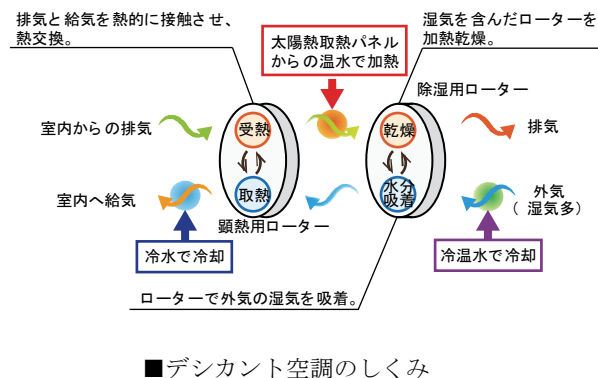 排気と給気を熱的に接触させ、
熱交換。
湿気を含んだローターを
加熱乾燥。
太陽熱取熱パネル
からの温水で加熱
除湿用ローター
室内からの排気
受熱
乾燥
排気
室内へ給気
取熱
水分
吸着
外気
（湿気多）
顕熱用ローター
冷水で冷却
冷温水で冷却
ローターで外気の湿気を吸着。
■デシカント空調のしくみ